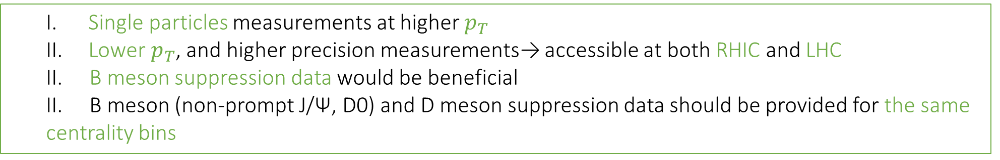 I. Single particles measurements at higher p_T
II. Lower p_T, and higher precision measurements→ accessible at both RHIC and LHC
II. B meson suppression data would be beneficial
II. B meson (non-prompt J/Ψ, D0) and D meson suppression data should be provided for the same
centrality bins